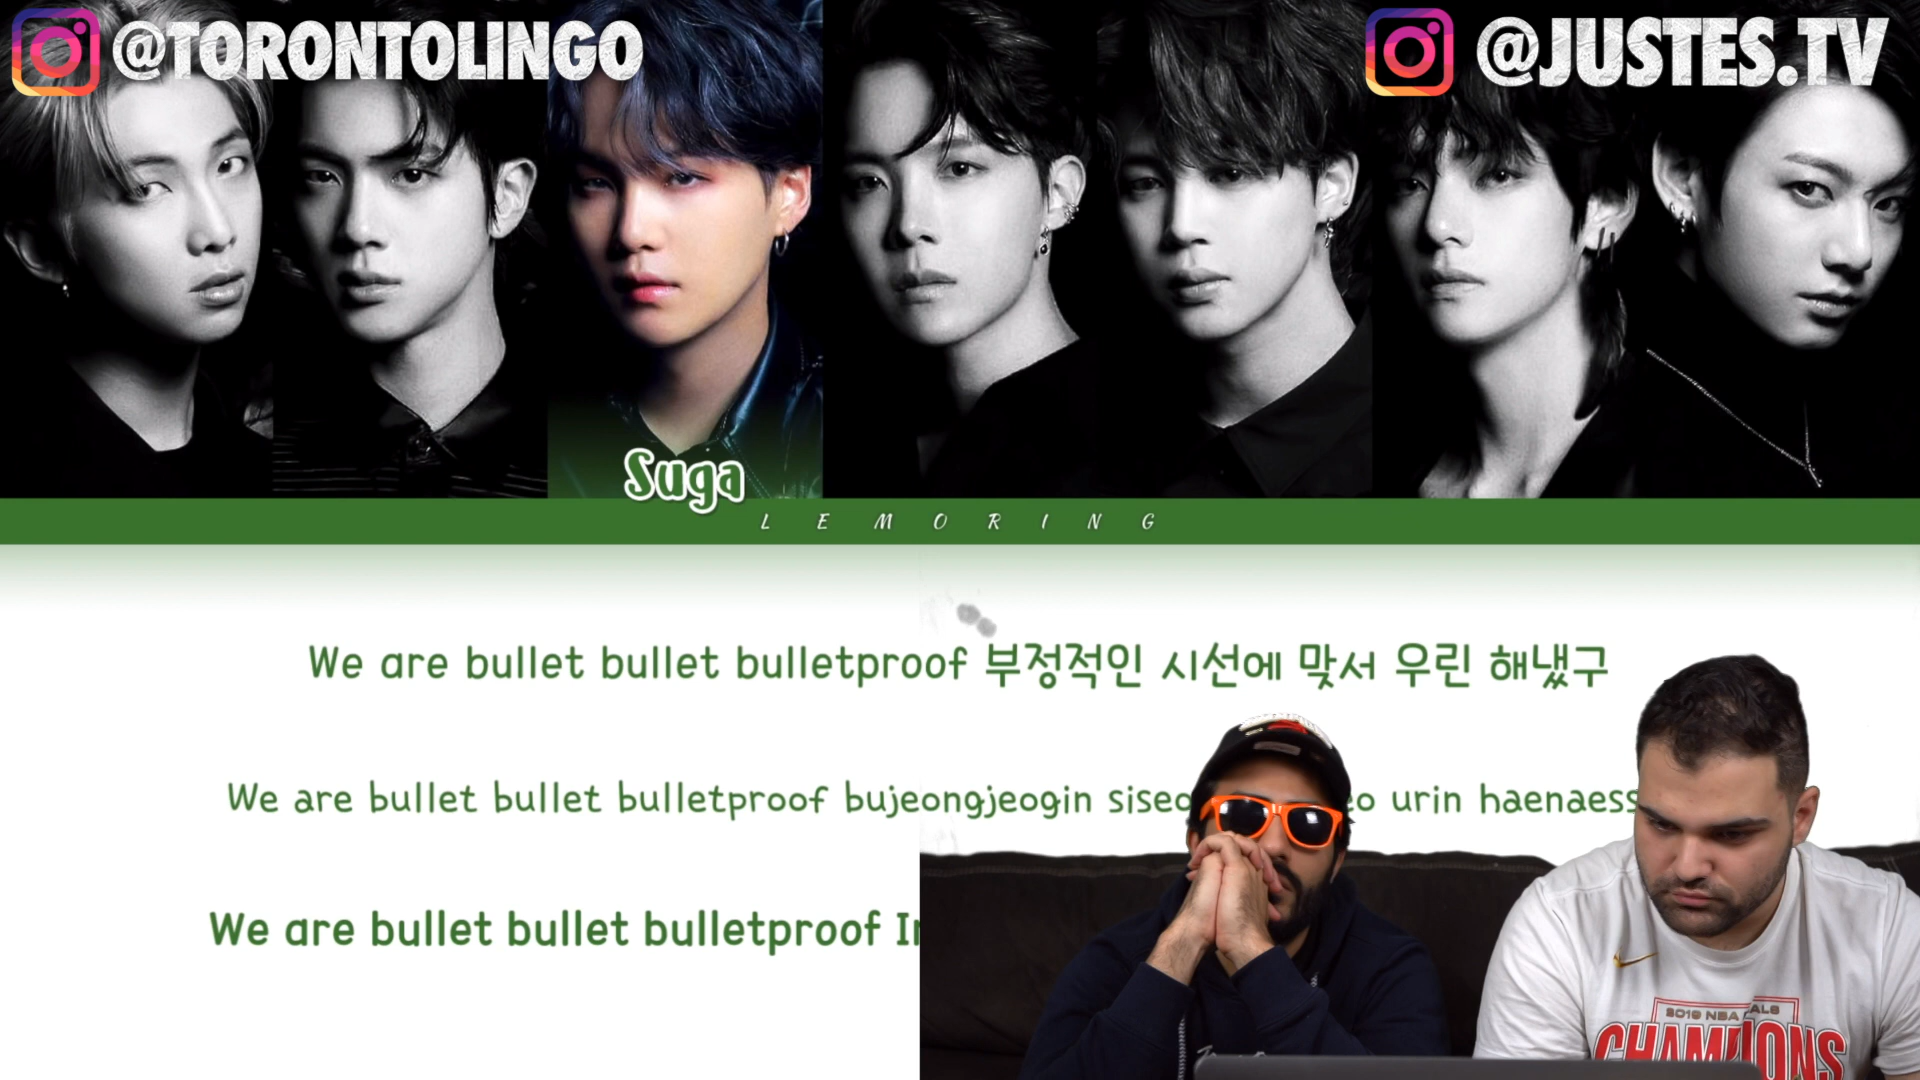 @TORONTOLINGO
@JUSTES.TV
Suga
LEMORING
We are bullet bullet bulletproof 부정적인 시선에 맞서 우린 해냈구
We are bullet bullet bulletproof bujeongjeogin urin
We are bullet bullet bulletproof
2019 NBA
CHAMPIONS